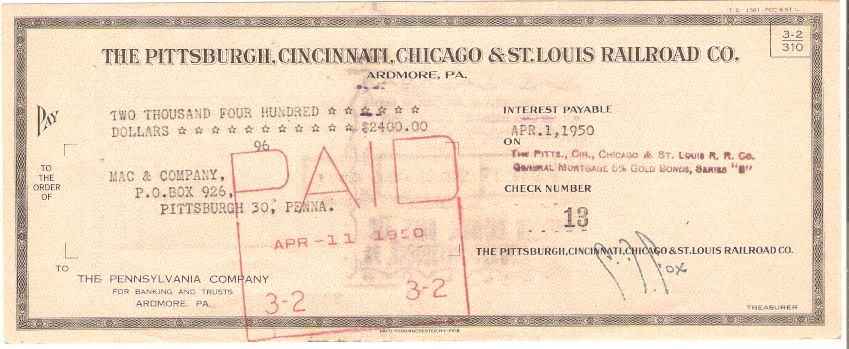 T. D. 1561 - PCC & ST. L.
3-2
310
THE PITTSBURGH, CINCINNATI, CHICAGO & ST. LOUIS RAILROAD CO.
ARDMORE, PA.
PAY
TWO THOUSAND FOUR HUNDRED ☆ ☆ ☆ ☆ ☆ ☆
DOLLARS ☆ ☆ ☆ ☆ ☆ ☆ ☆ ☆ ☆ ☆ ☆ $2400.00
96
INTEREST PAYABLE
APR.1,1950
ON
THE PITTS., CIN., CHICAGO & ST. LOUIS R. R. CO.
GENERAL MORTGAGE 5% GOLD BONDS, SERIES "B"
TO
THE
ORDER
OF
MAC & COMPANY,
P.O.BOX 926,
PITTSBURGH 30, PENNA.
PAID
APR-11 1950
3-2 3-2
CHECK NUMBER
13
THE PITTSBURGH, CINCINNATI, CHICAGO & ST. LOUIS RAILROAD CO.
TO
THE PENNSYLVANIA COMPANY
FOR BANKING AND TRUSTS
ARDMORE, PA.
TREASURER